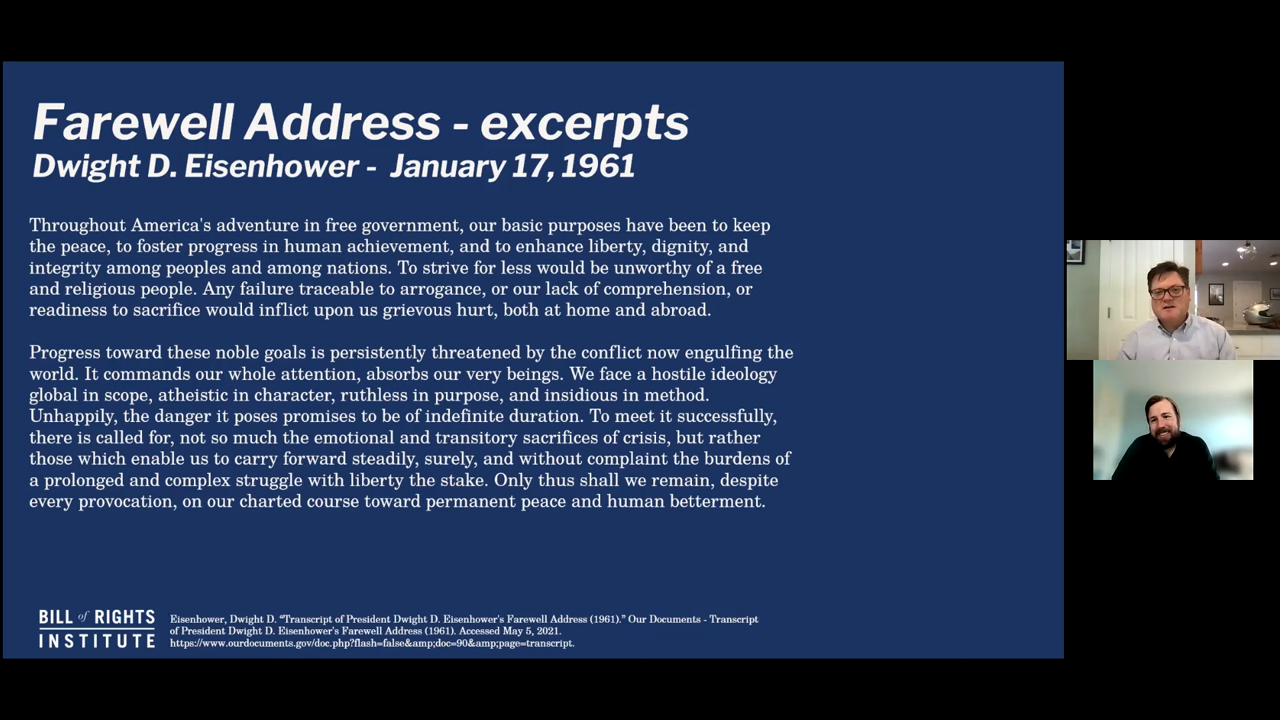 Farewell Address - excerpts
Dwight D. Eisenhower - January 17, 1961
Throughout America's adventure in free government, our basic purposes have been to keep
the peace, to foster progress in human achievement, and to enhance liberty, dignity, and
integrity among peoples and among nations. To strive for less would be unworthy of a free
and religious people. Any failure traceable to arrogance, or our lack of comprehension, or
readiness to sacrifice would inflict upon us grievous hurt, both at home and abroad.
Progress toward these noble goals is persistently threatened by the conflict now engulfing the
world. It commands our whole attention, absorbs our very beings. We face a hostile ideology
global in scope, atheistic in character, ruthless in purpose, and insidious in method.
Unhappily, the danger it poses promises to be of indefinite duration. To meet it successfully,
there is called for, not so much the emotional and transitory sacrifices of crisis, but rather
those which enable us to carry forward steadily, surely, and without complaint the burdens of
a prolonged and complex struggle with liberty the stake. Only thus shall we remain, despite
every provocation, on our charted course toward permanent peace and human betterment.
BILL of RIGHTS
INSTITUTE
Eisenhower, Dwight D. “Transcript of President Dwight D. Eisenhower's Farewell Address (1961).” Our Documents - Transcript
of President Dwight D. Eisenhower's Farewell Address (1961). Accessed May 5, 2021.
https://www.ourdocuments.gov/doc.php?flash=false&amp;doc=90&amp;page=transcript.